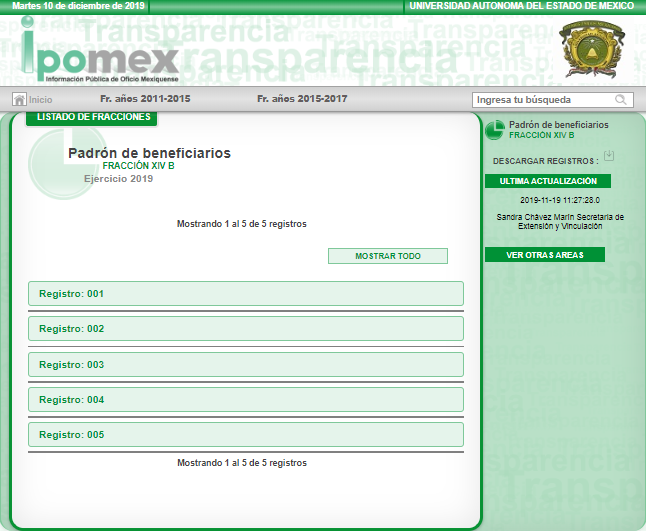 Martes 10 de diciembre de 2019
UNIVERSIDAD AUTONOMA DEL ESTADO DE MEXICO
ipomex
Información Pública de Oficio Mexiquense
Inicio
Fr. años 2011-2015
Fr. años 2015-2017
Ingresa tu búsqueda
LISTADO DE FRACCIONES
Padrón de beneficiarios
FRACCIÓN XIV B
Ejercicio 2019
Mostrando 1 al 5 de 5 registros
MOSTRAR TODO
Registro: 001
Registro: 002
Registro: 003
Registro: 004
Registro: 005
Mostrando 1 al 5 de 5 registros
Padrón de beneficiarios
FRACCIÓN XIV B
DESCARGAR REGISTROS :
ULTIMA ACTUALIZACIÓN
2019-11-19 11:27:28.0
Sandra Chávez Marín Secretaria de
Extensión y Vinculación
VER OTRAS AREAS